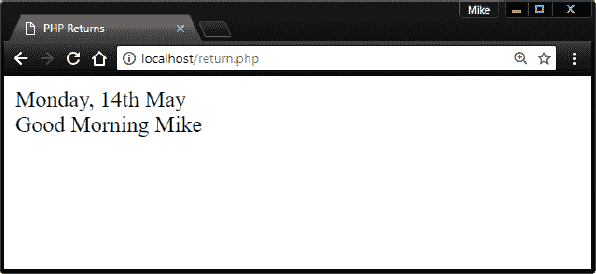 Mike
PHP Returns
localhost/return.php
Monday, 14th May
Good Morning Mike